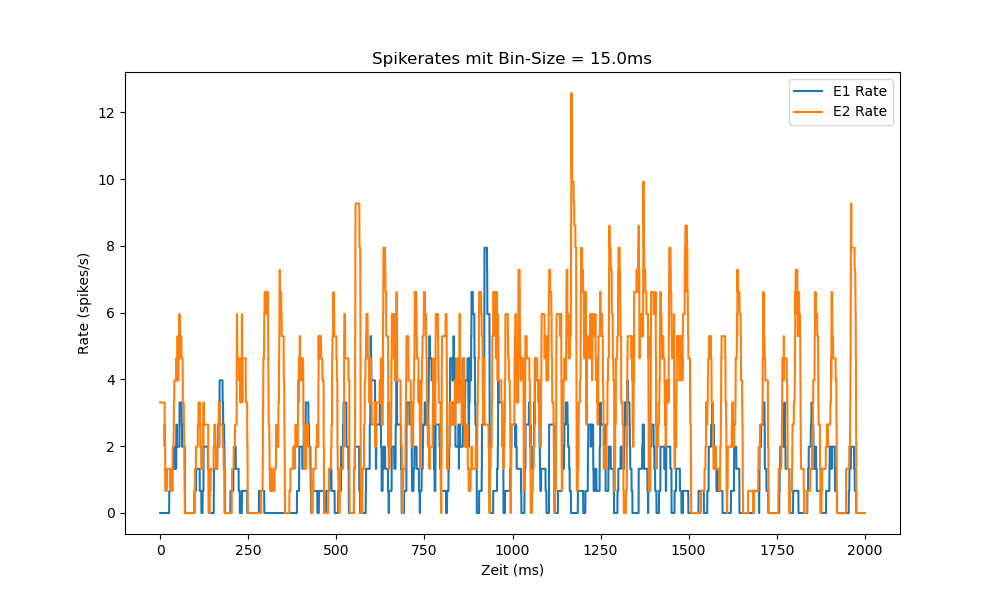 Spikerates mit Bin-Size = 15.0ms
E1 Rate
E2 Rate
Rate (spikes/s)
12
10
8
6
4
2
0
0 250 500 750 1000 1250 1500 1750 2000
Zeit (ms)